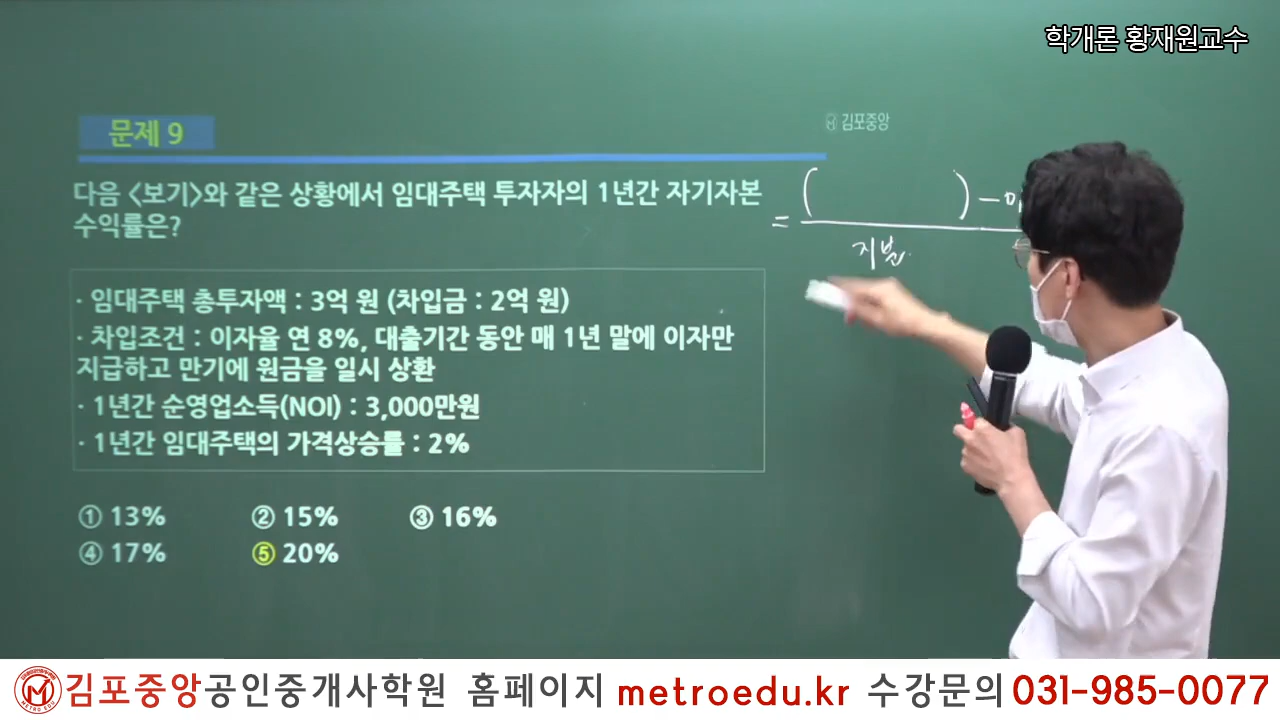 학개론 황재원교수
김포중앙
문제 9
다음 <보기>와 같은 상황에서 임대주택 투자자의 1년간 자기자본
수익률은?
· 임대주택 총투자액 : 3억 원 (차입금 : 2억 원)
· 차입조건 : 이자율 연 8%, 대출기간 동안 매 1년 말에 이자만
지급하고 만기에 원금을 일시 상환
· 1년간 순영업소득(NOI) : 3,000만원
· 1년간 임대주택의 가격상승률 : 2%
① 13% ② 15% ③ 16%
④ 17% ⑤ 20%
= ( ) -
지분
김포중앙공인중개사학원 홈페이지 metroedu.kr 수강문의 031-985-0077